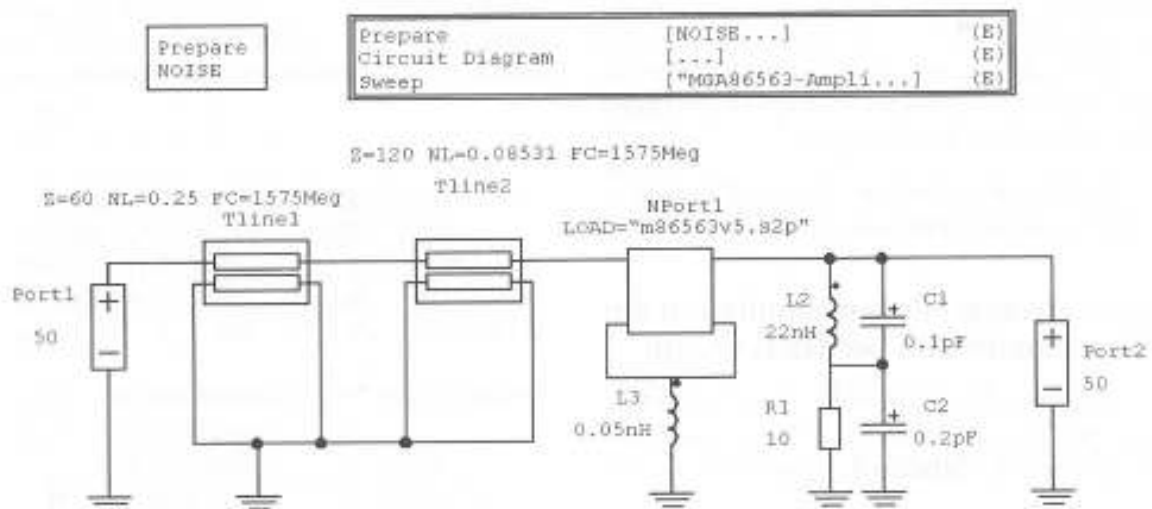 Prepare
NOISE
Prepare [NOISE...] (E)
Circuit Diagram [...] (E)
Sweep ["MGA86563-Ampli...] (E)
Z=120 NL=0.08531 FC=1575Meg
Tline2
Z=60 NL=0.25 FC=1575Meg
Tline1
NPort1
LOAD="m86563v5.s2p"
Port1
50
+
−
L2
22nH
+
C1
0.1pF
+
−
Port2
50
L3
0.05nH
R1
10
+
C2
0.2pF